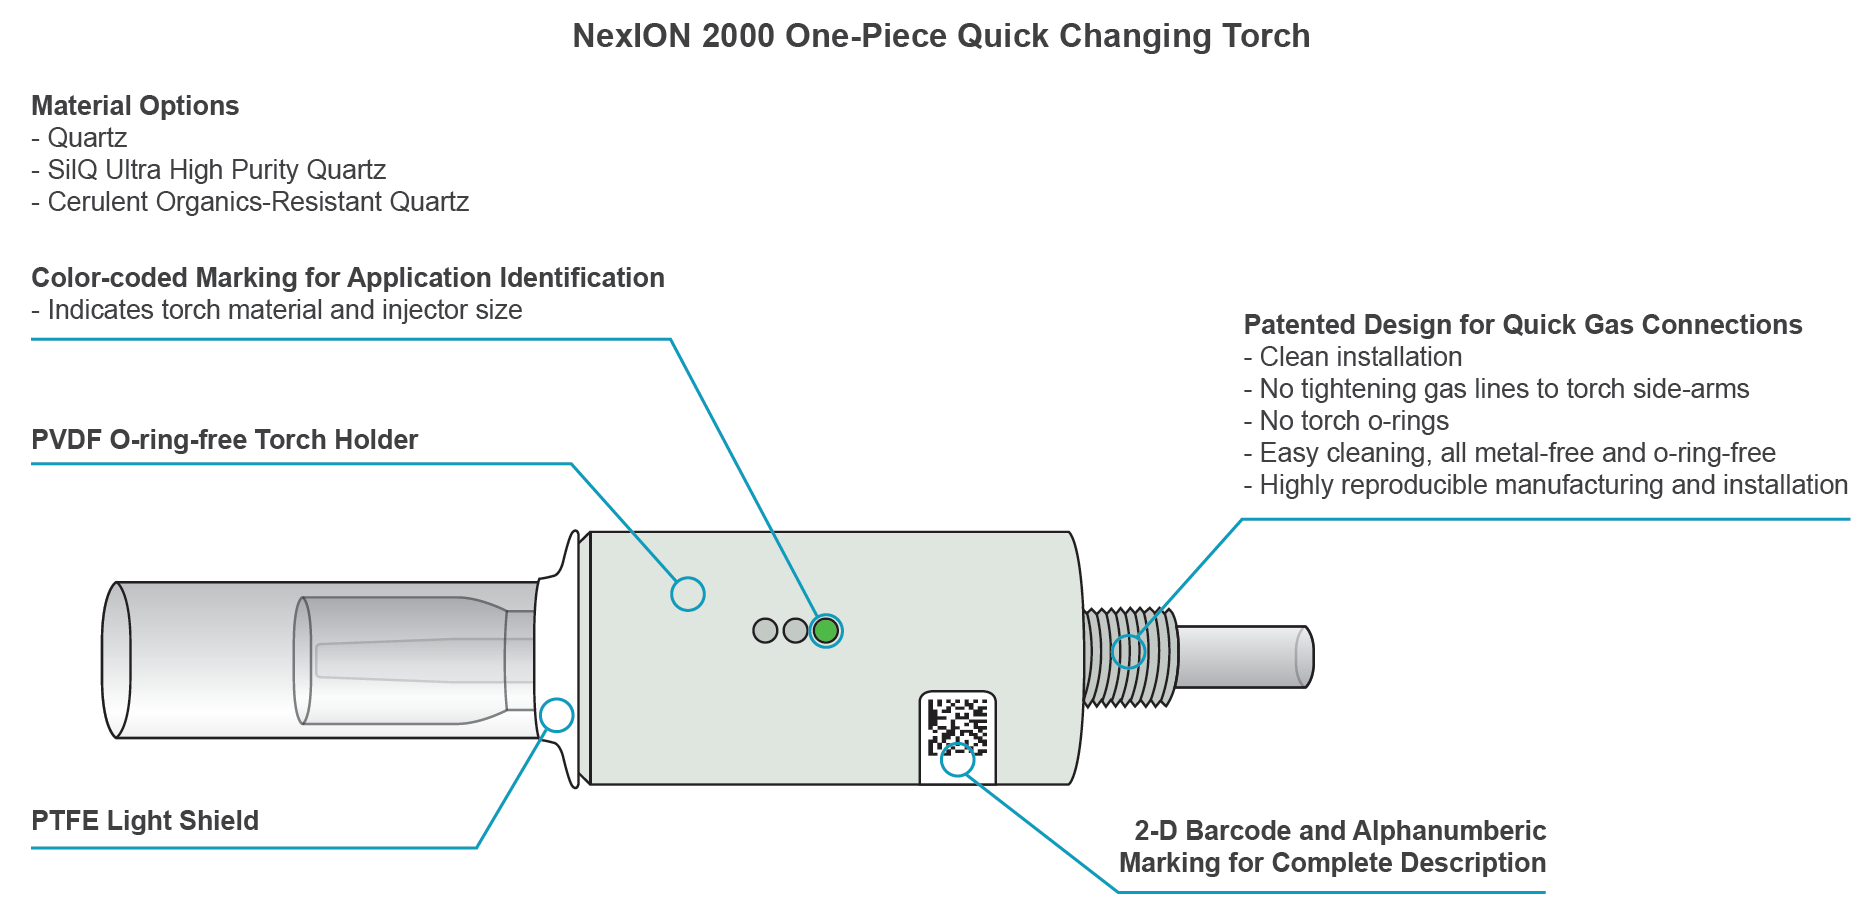 NexION 2000 One-Piece Quick Changing Torch
Material Options
- Quartz
- SilQ Ultra High Purity Quartz
- Cerulent Organics-Resistant Quartz
Color-coded Marking for Application Identification
- Indicates torch material and injector size
Patented Design for Quick Gas Connections
- Clean installation
- No tightening gas lines to torch side-arms
- No torch o-rings
- Easy cleaning, all metal-free and o-ring-free
- Highly reproducible manufacturing and installation
PVDF O-ring-free Torch Holder
PTFE Light Shield
2-D Barcode and Alphanumberic
Marking for Complete Description